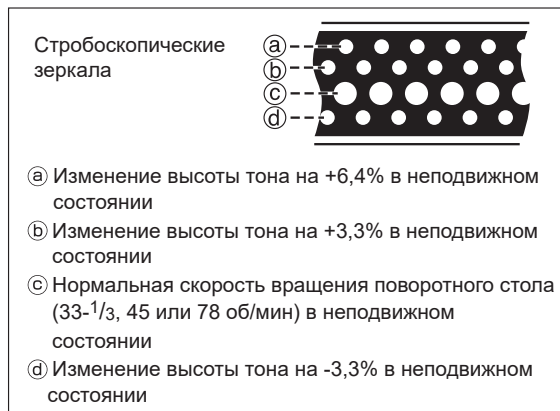 Стробоскопические
зеркала
ⓐ
ⓑ
ⓒ
ⓓ
ⓐ Изменение высоты тона на +6,4% в неподвижном
состоянии
ⓑ Изменение высоты тона на +3,3% в неподвижном
состоянии
ⓒ Нормальная скорость вращения поворотного стола
(33-1/3, 45 или 78 об/мин) в неподвижном
состоянии
ⓓ Изменение высоты тона на -3,3% в неподвижном
состоянии